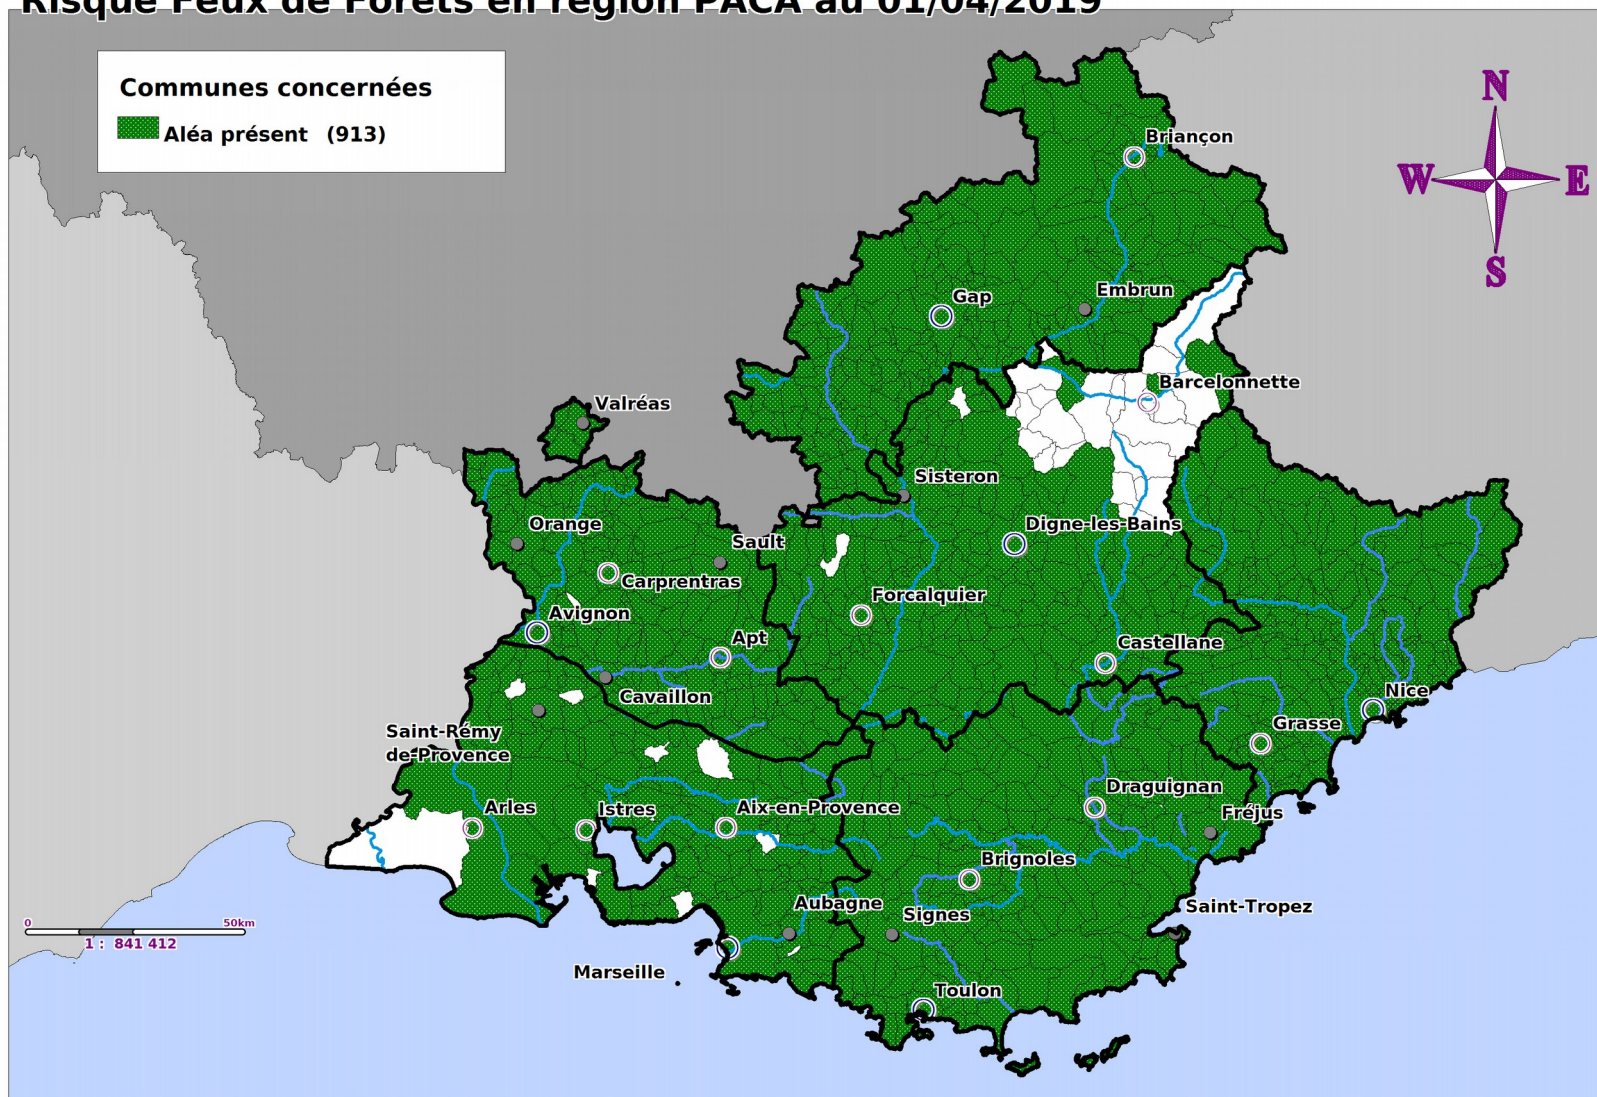 Risque Feux de Forêts en région PACA au 01/04/2019
Communes concernées
Aléa présent (913)
N
W
E
S
Briançon
Gap
Embrun
Barcelonnette
Valréas
Sisteron
Orange
Digne-les-Bains
Sault
Carprentras
Forcalquier
Avignon
Apt
Castellane
Cavaillon
Nice
Saint-Rémy
de-Provence
Grasse
Draguignan
Arles
Istres
Aix-en-Provence
Fréjus
Brignoles
Aubagne
Signes
Saint-Tropez
0
50km
1 : 841 412
Marseille
Toulon